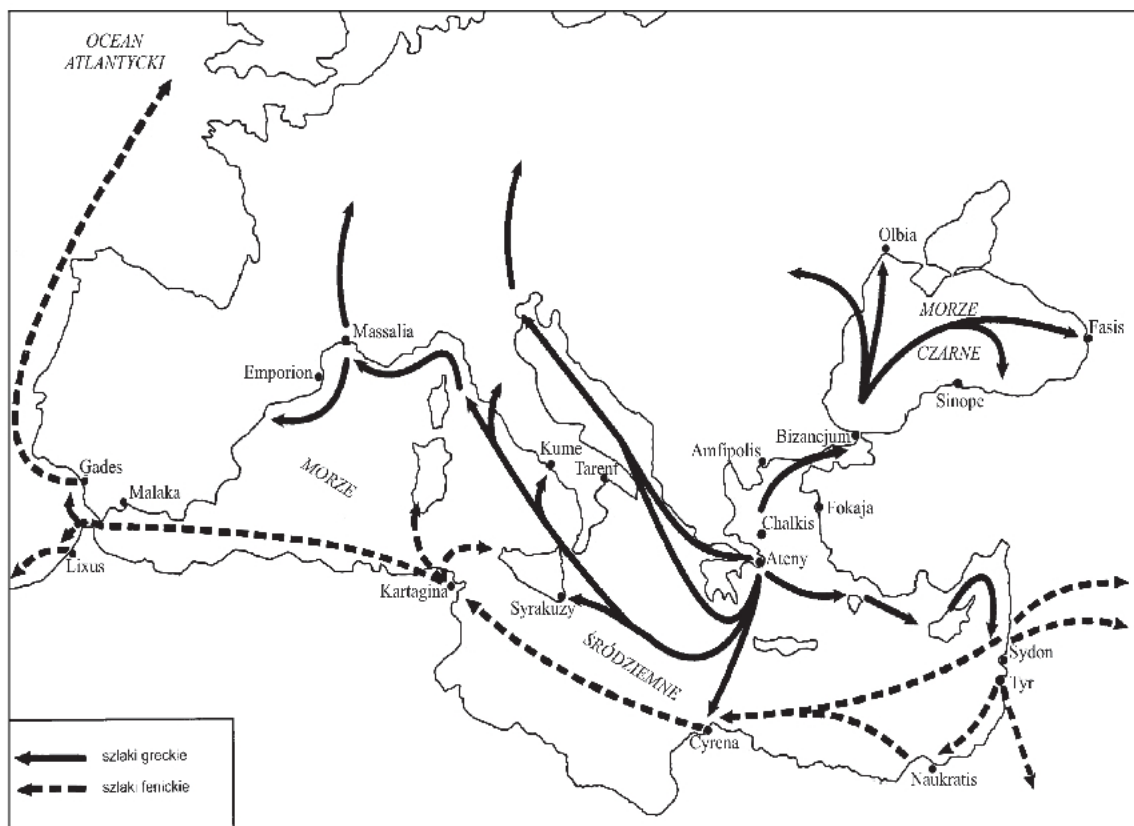 OCEAN
ATLANTYCKI
Olbia
MORZE
Fasis
CZARNE
Massalia
Emporion
Sinope
Bizancjum
Amfipolis
Kume
Tarent
Gades
MORZE
Malaka
Fokaja
Chalkis
Ateny
Lixus
Kartagina
Syrakuzy
ŚRÓDZIEMNE
Sydon
Tyr
Cyrena
Naukratis
szlaki greckie
szlaki fenickie